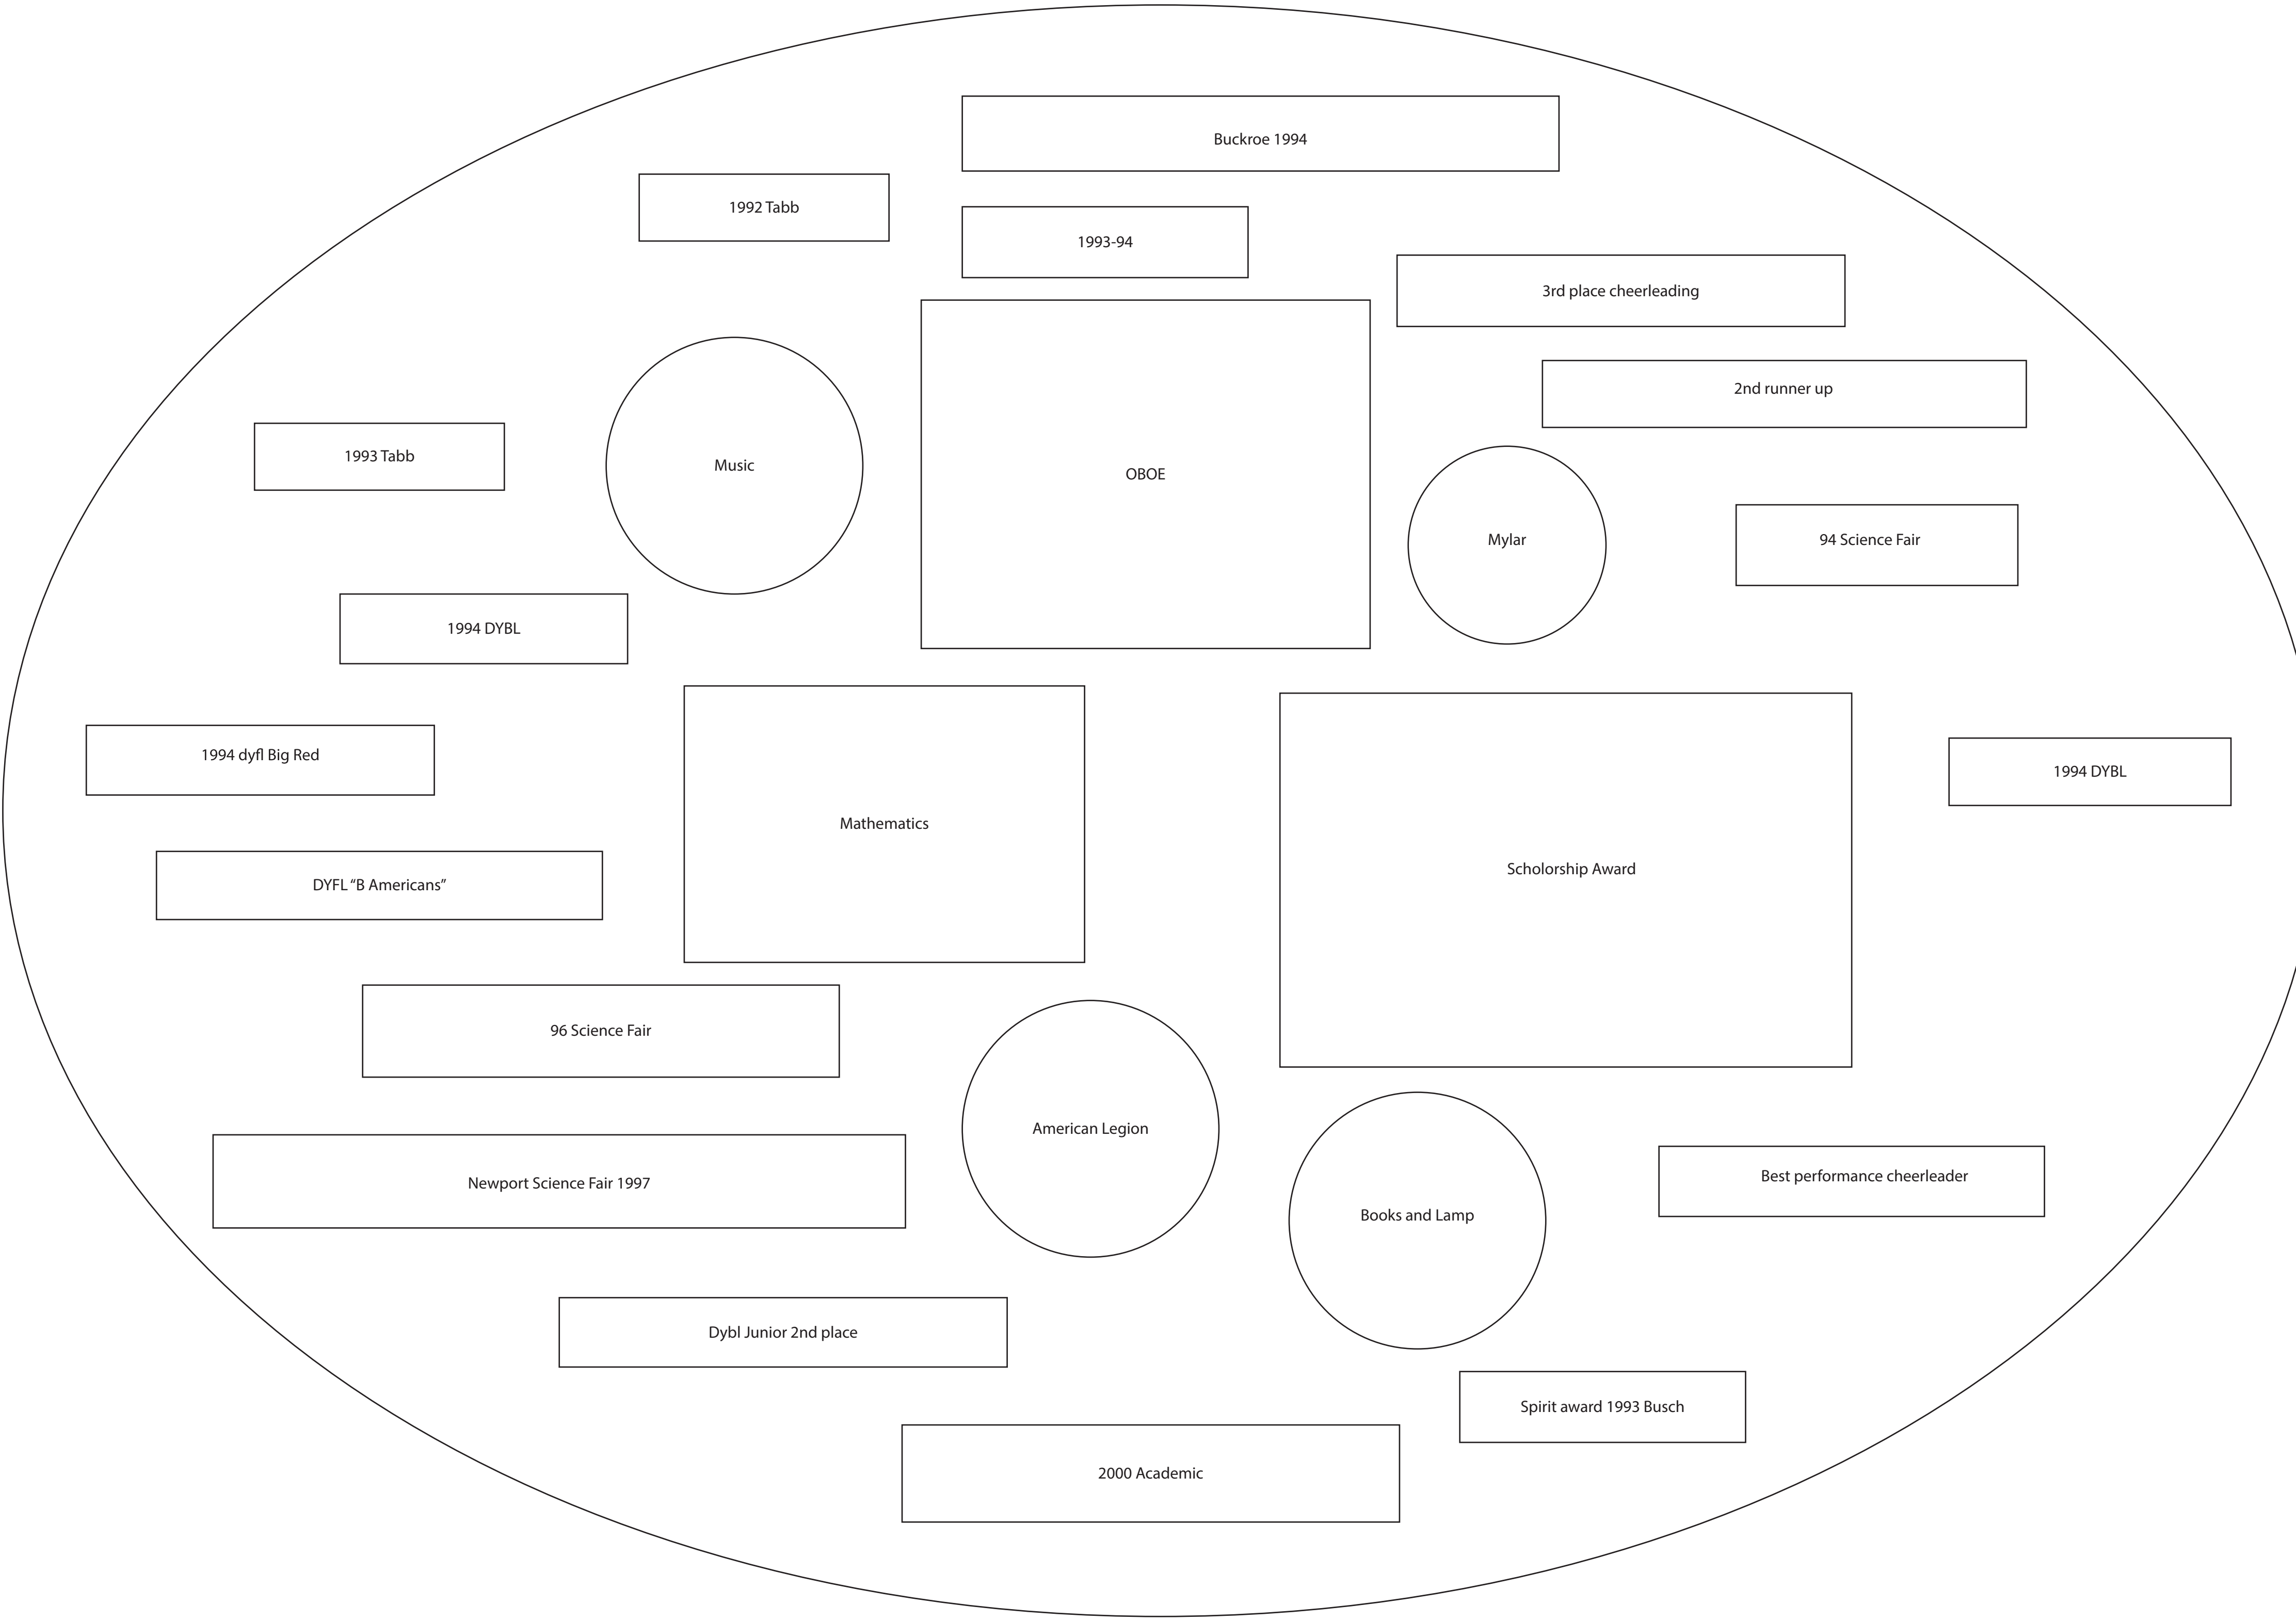 Buckroe 1994
1992 Tabb
1993-94
3rd place cheerleading
2nd runner up
1993 Tabb
Music
OBOE
Mylar
94 Science Fair
1994 DYBL
1994 dyfl Big Red
1994 DYBL
Mathematics
Scholorship Award
DYFL “B Americans”
96 Science Fair
American Legion
Newport Science Fair 1997
Best performance cheerleader
Books and Lamp
Dybl Junior 2nd place
Spirit award 1993 Busch
2000 Academic